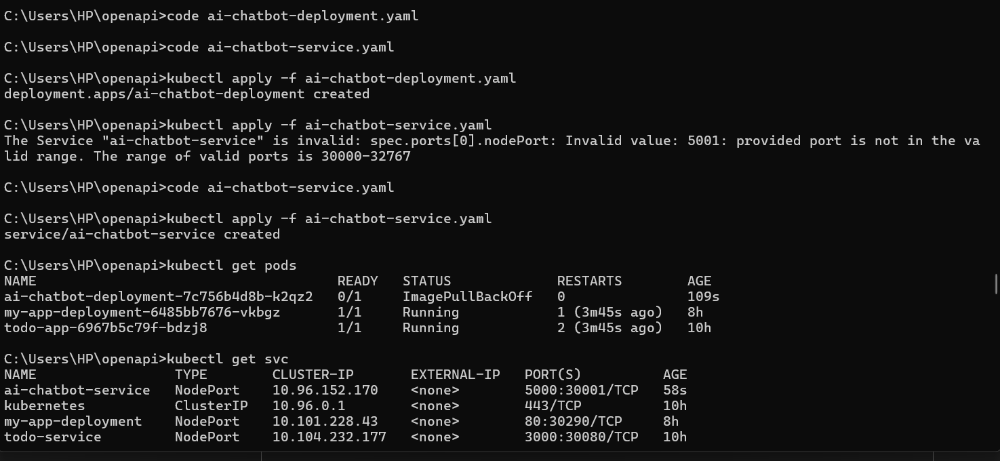 C:\Users\HP\openapi>code ai-chatbot-deployment.yaml
C:\Users\HP\openapi>code ai-chatbot-service.yaml
C:\Users\HP\openapi>kubectl apply -f ai-chatbot-deployment.yaml
deployment.apps/ai-chatbot-deployment created
C:\Users\HP\openapi>kubectl apply -f ai-chatbot-service.yaml
The Service "ai-chatbot-service" is invalid: spec.ports[0].nodePort: Invalid value: 5001: provided port is not in the va
lid range. The range of valid ports is 30000-32767
C:\Users\HP\openapi>code ai-chatbot-service.yaml
C:\Users\HP\openapi>kubectl apply -f ai-chatbot-service.yaml
service/ai-chatbot-service created
C:\Users\HP\openapi>kubectl get pods
NAME                                     READY   STATUS             RESTARTS        AGE
ai-chatbot-deployment-7c756b4d8b-k2qz2   0/1     ImagePullBackOff   0               109s
my-app-deployment-6485bb7676-vkbgz       1/1     Running            1 (3m45s ago)   8h
todo-app-6967b5c79f-bdzj8                1/1     Running            2 (3m45s ago)   10h
C:\Users\HP\openapi>kubectl get svc
NAME                 TYPE        CLUSTER-IP       EXTERNAL-IP   PORT(S)          AGE
ai-chatbot-service   NodePort    10.96.152.170    <none>        5000:30001/TCP   58s
kubernetes           ClusterIP   10.96.0.1        <none>        443/TCP          10h
my-app-deployment    NodePort    10.101.228.43    <none>        80:30290/TCP     8h
todo-service         NodePort    10.104.232.177   <none>        3000:30080/TCP   10h